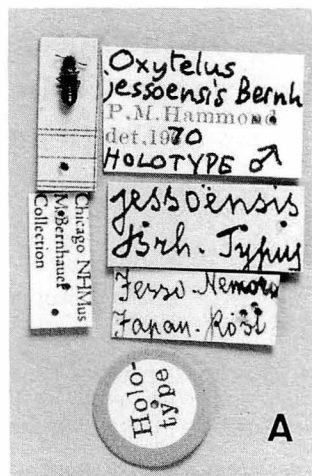 Oxytelus
jessoensis Bernh
P.M. Hammond
det. 1970
HOLOTYPE ♂
jessoënsis
Brh. Typus
Jesso. Nemoro
Japan. Röst
Chicago NHMus
M.Bernhauer
Collection
Holo-
type
A